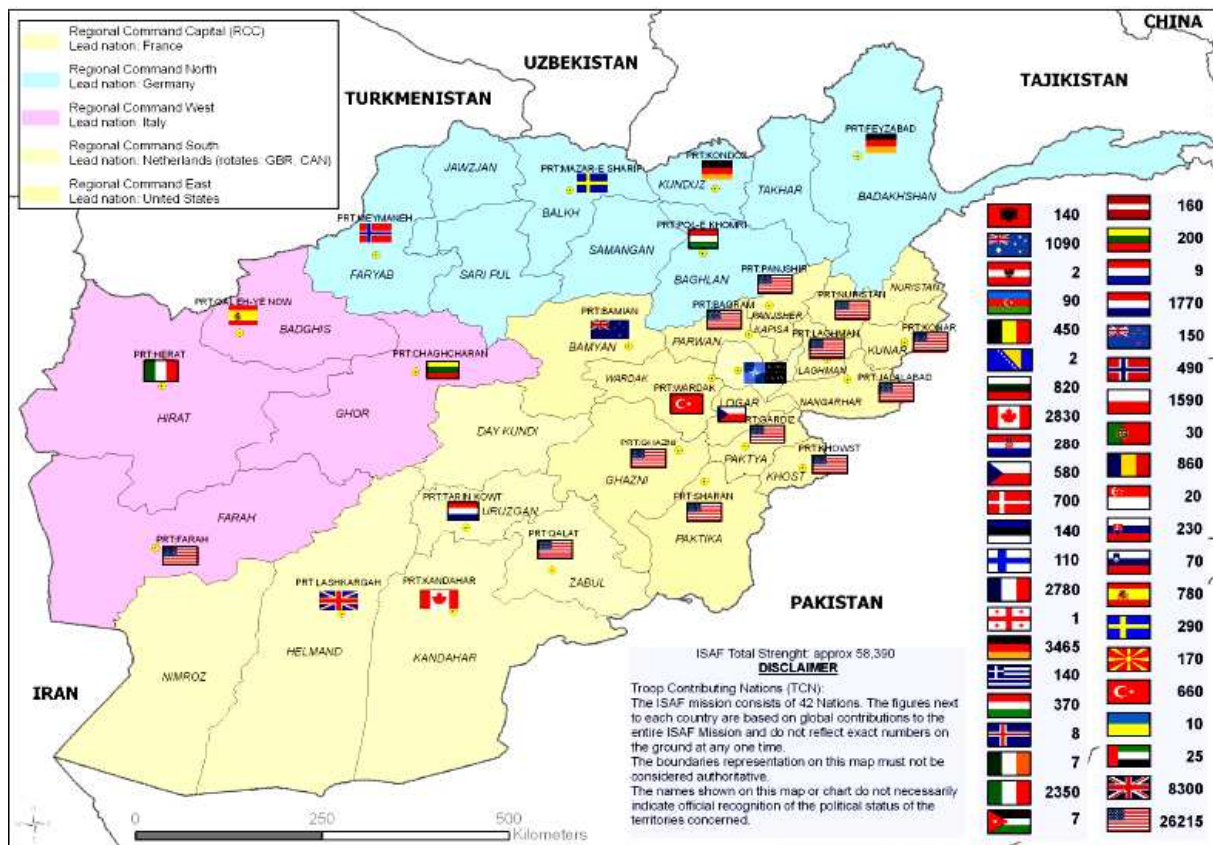 Regional Command Capital (RCC)
Lead nation: France
Regional Command North
Lead nation: Germany
Regional Command West
Lead nation: Italy
Regional Command South
Lead nation: Netherlands (rotates: GBR, CAN)
Regional Command East
Lead nation: United States
CHINA
UZBEKISTAN
TAJIKISTAN
TURKMENISTAN
PRT:FEYZABAD
JAWZJAN
PRT:MAZAR-E SHARIF
PRT:KONDOZ
KUNDUZ
TAKHAR
BADAKHSHAN
BALKH
PRT:MEYMANEH
PRT:POL-E KHOMRI
SAMANGAN
FARYAB
SARI PUL
BAGHLAN
PRT:PANJSHIR
NURISTAN
PRT:NURISTAN
PRT:QALEH-YE NOW
BADGHIS
PRT:BAMIAN
PRT:BAGRAM
PANJSHER
KAPISA
PRT:LAGHMAN
PRT:KONAR
PRT:HERAT
PRT:CHAGHCHARAN
BAMYAN
PARWAN
KUNAR
WARDAK
LAGHMAN
PRT:JALALABAD
PRT:WARDAK
NANGARHAR
HIRAT
GHOR
LOGAR
DAY KUNDI
PRT:GARDIZ
PRT:GHAZNI
PAKTYA
PRT:KHOWST
GHAZNI
KHOST
PRT:TARIN KOWT
PRT:SHARAN
FARAH
URUZGAN
PRT:FARAH
PRT:QALAT
PAKTIKA
ZABUL
PRT:LASHKARGAH
PRT:KANDAHAR
PAKISTAN
HELMAND
KANDAHAR
NIMROZ
IRAN
ISAF Total Strenght: approx 58,390
DISCLAIMER
Troop Contributing Nations (TCN):
The ISAF mission consists of 42 Nations. The figures next
to each country are based on global contributions to the
entire ISAF Mission and do not reflect exact numbers on
the ground at any one time.
The boundaries representation on this map must not be
considered authoritative.
The names shown on this map or chart do not necessarily
indicate official recognition of the political status of the
territories concerned.
0 250 500
Kilometers
140
1090
2
90
450
2
820
2830
280
580
700
140
110
2780
1
3465
140
370
8
7
2350
7
160
200
9
1770
150
490
1590
30
860
20
230
70
780
290
170
660
10
25
8300
26215